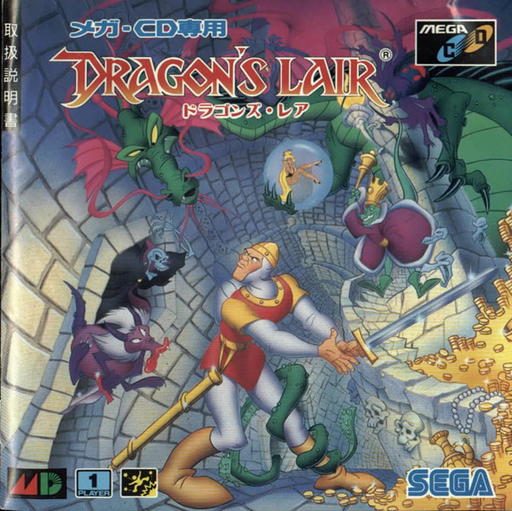 取扱説明書
メガ-CD専用
MEGA
CD
DRAGON'S LAIR®
ドラゴンズ・レア
MD
1
PLAYER
SEGA